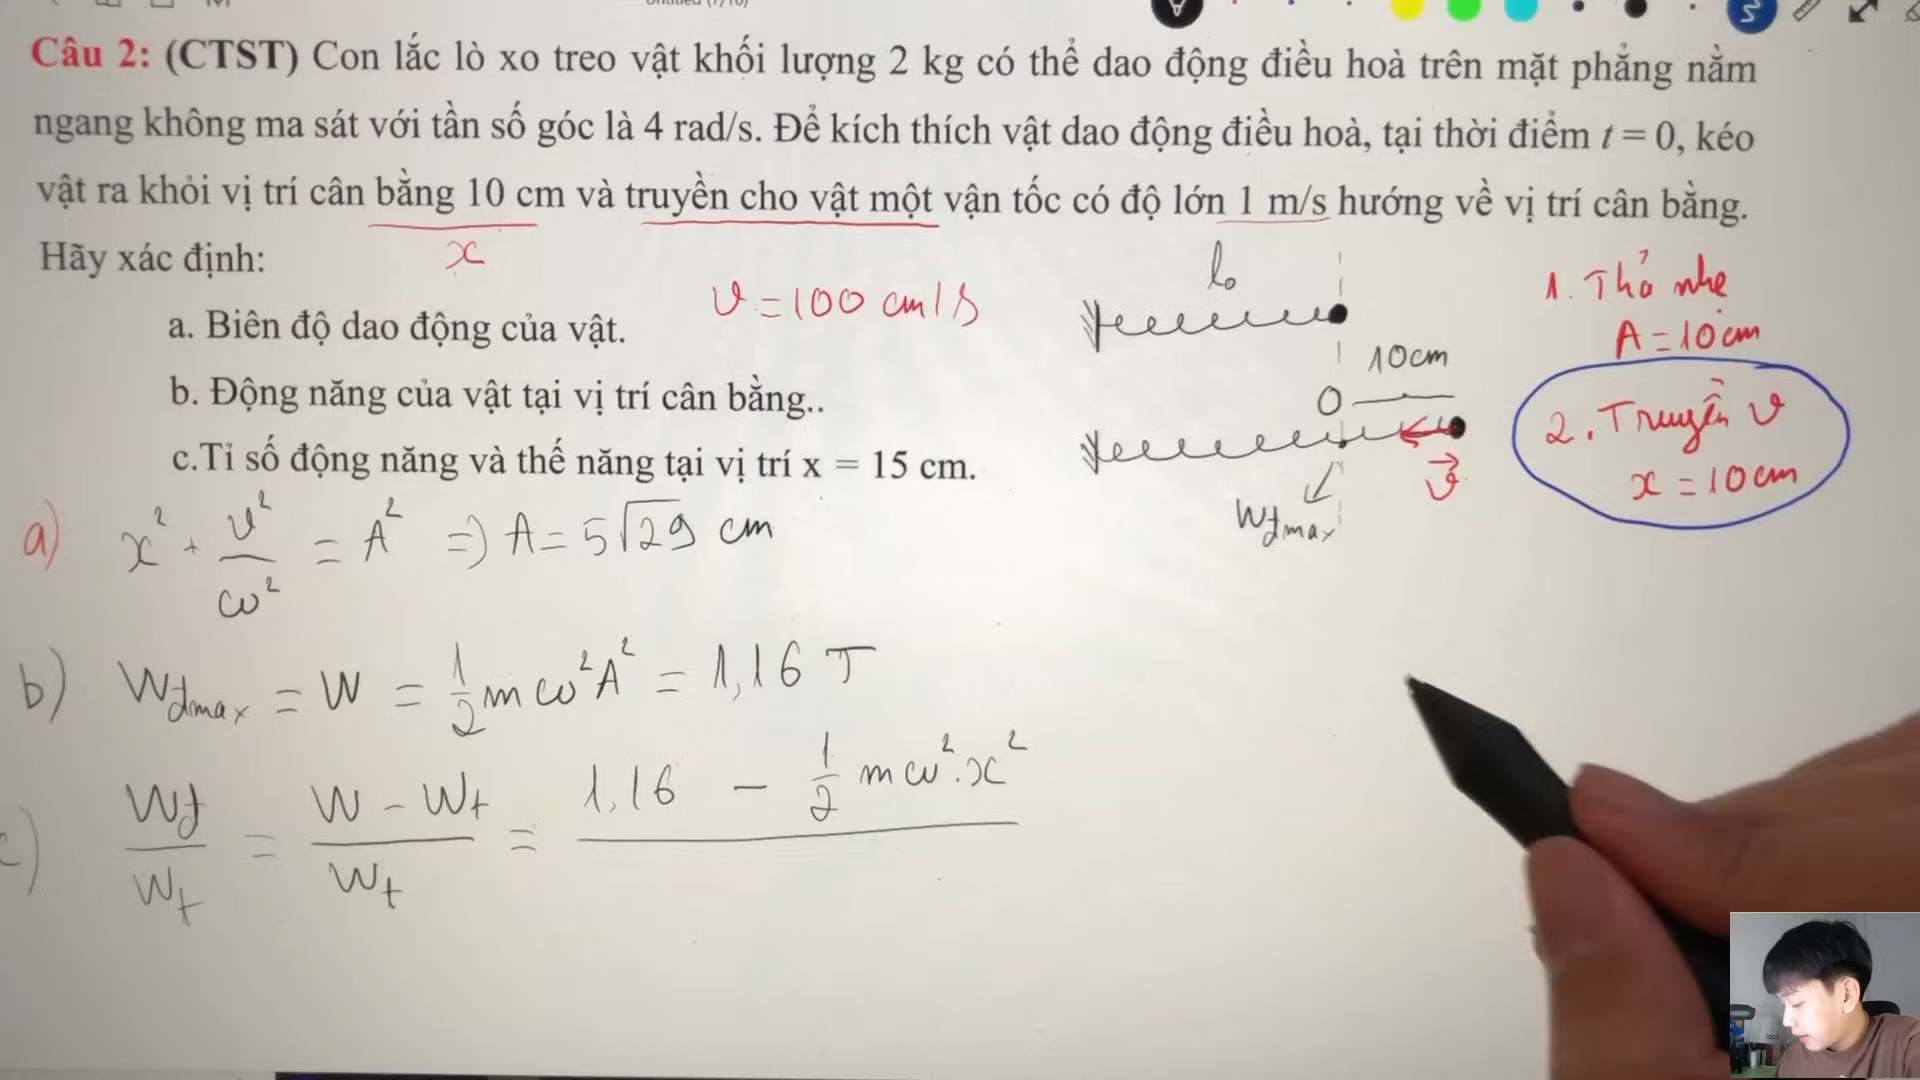 Câu 2: (CTST) Con lắc lò xo treo vật khối lượng 2 kg có thể dao động điều hoà trên mặt phẳng nằm
ngang không ma sát với tần số góc là 4 rad/s. Để kích thích vật dao động điều hoà, tại thời điểm t = 0, kéo
vật ra khỏi vị trí cân bằng 10 cm và truyền cho vật một vận tốc có độ lớn 1 m/s hướng về vị trí cân bằng.
Hãy xác định:
x
a. Biên độ dao động của vật.
v = 100 cm/s
b. Động năng của vật tại vị trí cân bằng..
c.Tỉ số động năng và thế năng tại vị trí x = 15 cm.
l₀
10cm
O
v⃗
Wđmax
1. Thả nhẹ
A = 10cm
2. Truyền v
x = 10cm
a) x² + v²/ω² = A² => A = 5√29 cm
b) Wđmax = W = 1/2 mω²A² = 1,16 J
c) Wđ/Wt = (W - Wt)/Wt = 1,16 - 1/2 mω².x²